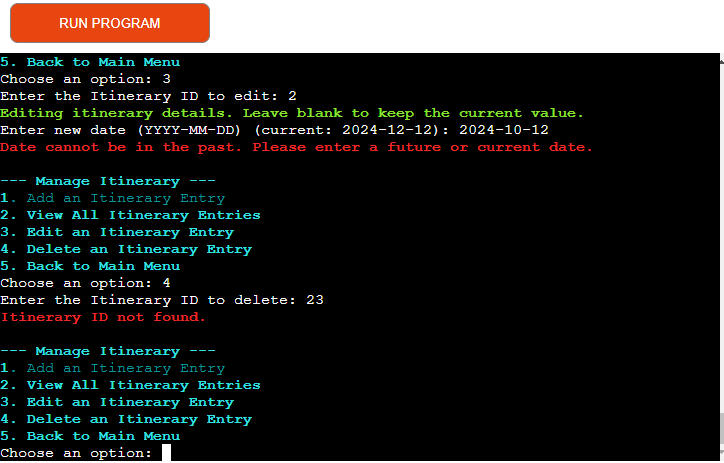 RUN PROGRAM
5. Back to Main Menu
Choose an option: 3
Enter the Itinerary ID to edit: 2
Editing itinerary details. Leave blank to keep the current value.
Enter new date (YYYY-MM-DD) (current: 2024-12-12): 2024-10-12
Date cannot be in the past. Please enter a future or current date.
--- Manage Itinerary ---
1. Add an Itinerary Entry
2. View All Itinerary Entries
3. Edit an Itinerary Entry
4. Delete an Itinerary Entry
5. Back to Main Menu
Choose an option: 4
Enter the Itinerary ID to delete: 23
Itinerary ID not found.
--- Manage Itinerary ---
1. Add an Itinerary Entry
2. View All Itinerary Entries
3. Edit an Itinerary Entry
4. Delete an Itinerary Entry
5. Back to Main Menu
Choose an option: